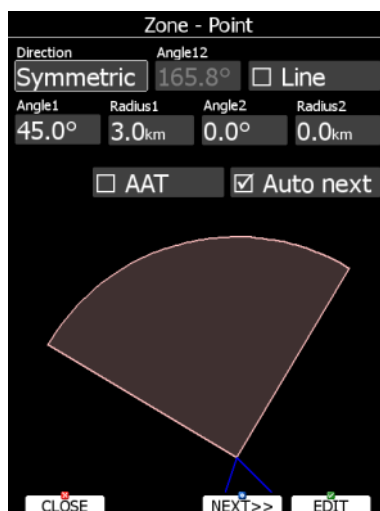 Zone - Point
Direction Angle12
Symmetric 165.8° Line
Angle1 Radius1 Angle2 Radius2
45.0° 3.0km 0.0° 0.0km
AAT Auto next
CLOSE NEXT>> EDIT